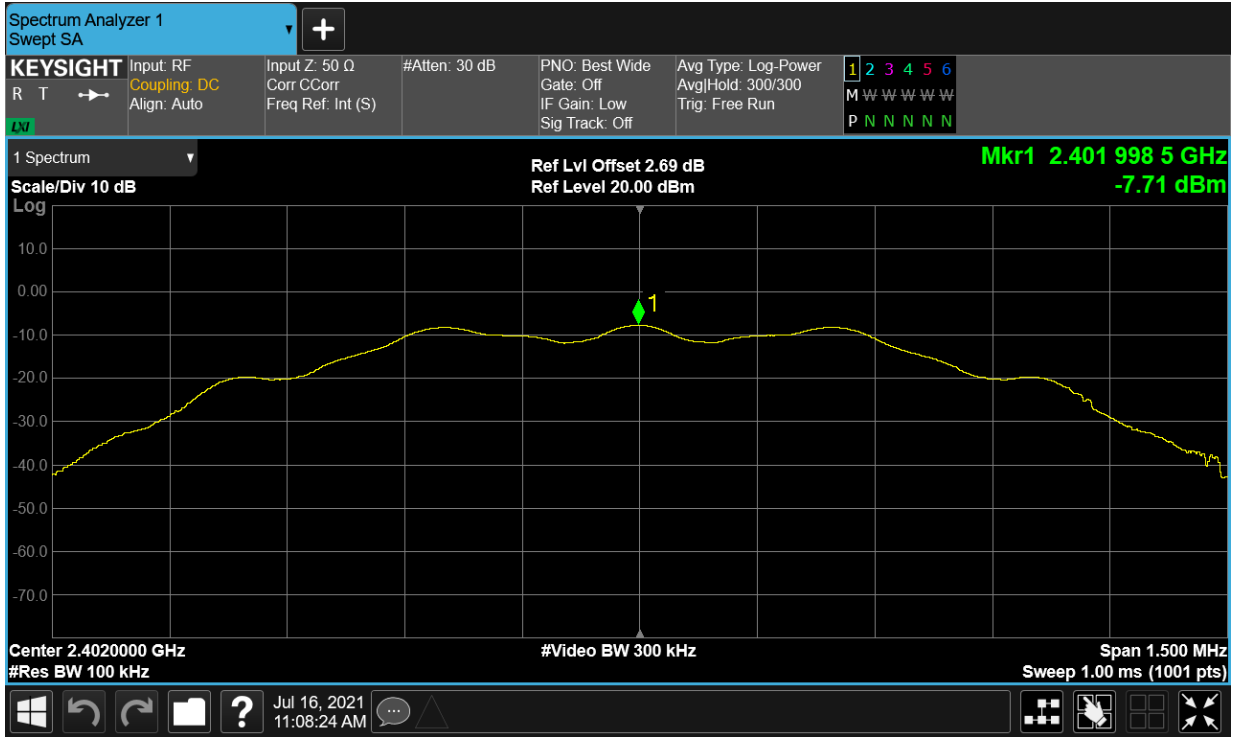 Spectrum Analyzer 1
Swept SA
KEYSIGHT
R T
LXI
Input: RF
Coupling: DC
Align: Auto
Input Z: 50 Ω
Corr CCorr
Freq Ref: Int (S)
#Atten: 30 dB
PNO: Best Wide
Gate: Off
IF Gain: Low
Sig Track: Off
Avg Type: Log-Power
Avg|Hold: 300/300
Trig: Free Run
1 2 3 4 5 6
M W W W W W
P N N N N N
1 Spectrum
Scale/Div 10 dB
Log
Ref Lvl Offset 2.69 dB
Ref Level 20.00 dBm
Mkr1 2.401 998 5 GHz
-7.71 dBm
10.0
0.00
-10.0
-20.0
-30.0
-40.0
-50.0
-60.0
-70.0
1
Center 2.4020000 GHz
#Res BW 100 kHz
#Video BW 300 kHz
Span 1.500 MHz
Sweep 1.00 ms (1001 pts)
?
Jul 16, 2021
11:08:24 AM